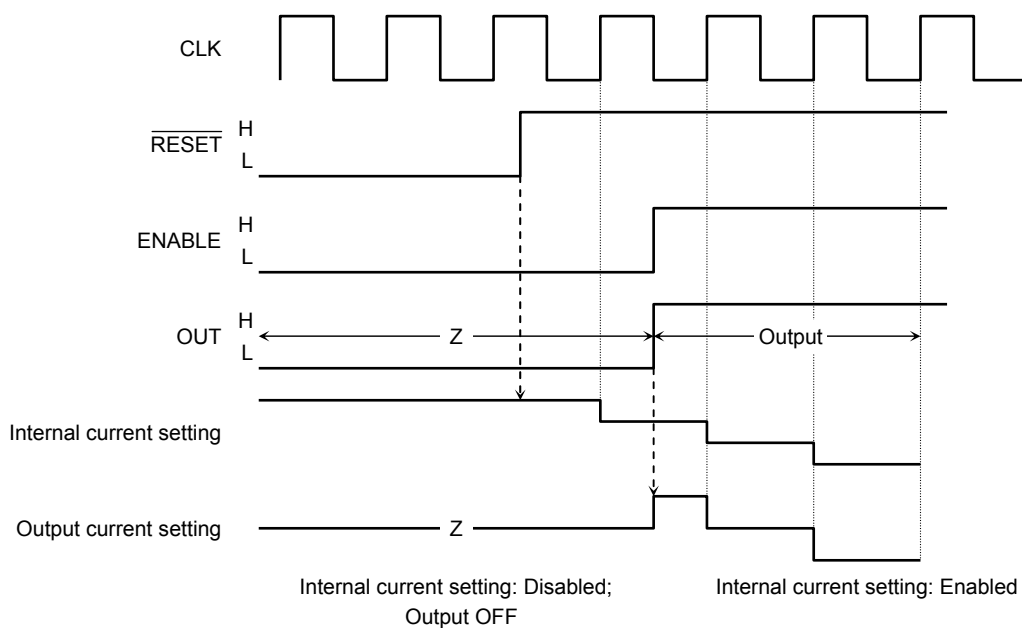 CLK
RESET
H
L
ENABLE
H
L
OUT
H
L
Z
Output
Internal current setting
Output current setting
Z
Internal current setting: Disabled;
Output OFF
Internal current setting: Enabled